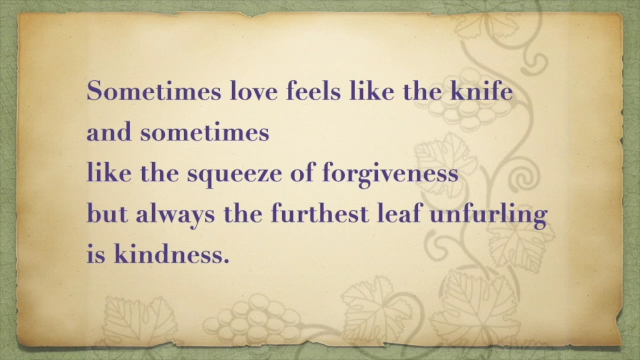 Sometimes love feels like the knife
and sometimes
like the squeeze of forgiveness
but always the furthest leaf unfurling
is kindness.